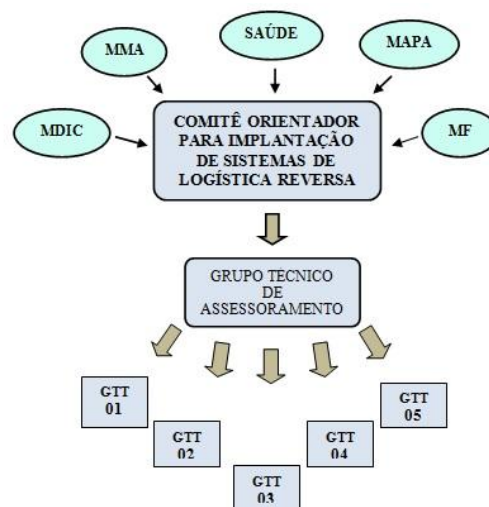 SAÚDE
MMA
MAPA
MDIC
MF
COMITÊ ORIENTADOR
PARA IMPLANTAÇÃO
DE SISTEMAS DE
LOGÍSTICA REVERSA
GRUPO TÉCNICO
DE
ASSESSORAMENTO
GTT
01
GTT
02
GTT
03
GTT
04
GTT
05